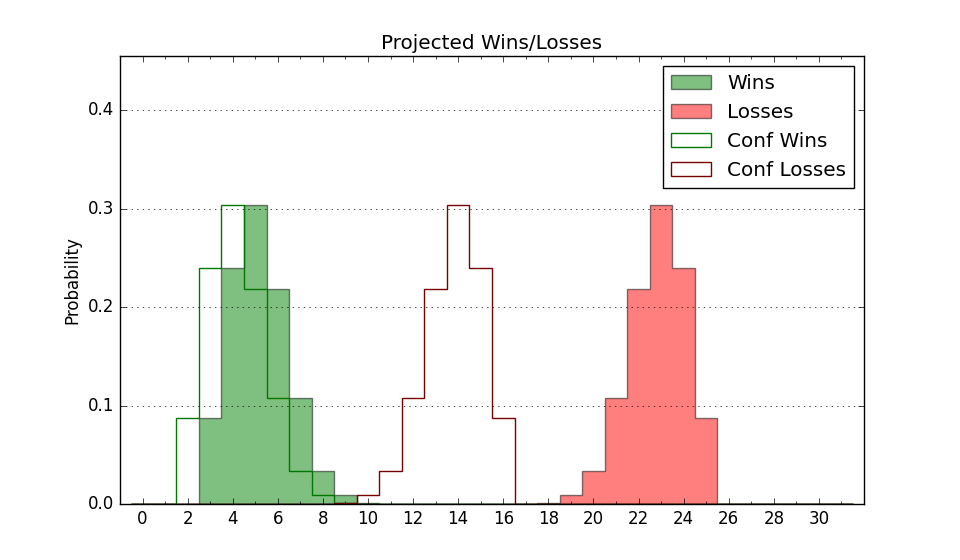 Projected Wins/Losses
Wins
Losses
Conf Wins
Conf Losses
Probability
0.4
0.3
0.2
0.1
0.0
0 2 4 6 8 10 12 14 16 18 20 22 24 26 28 30